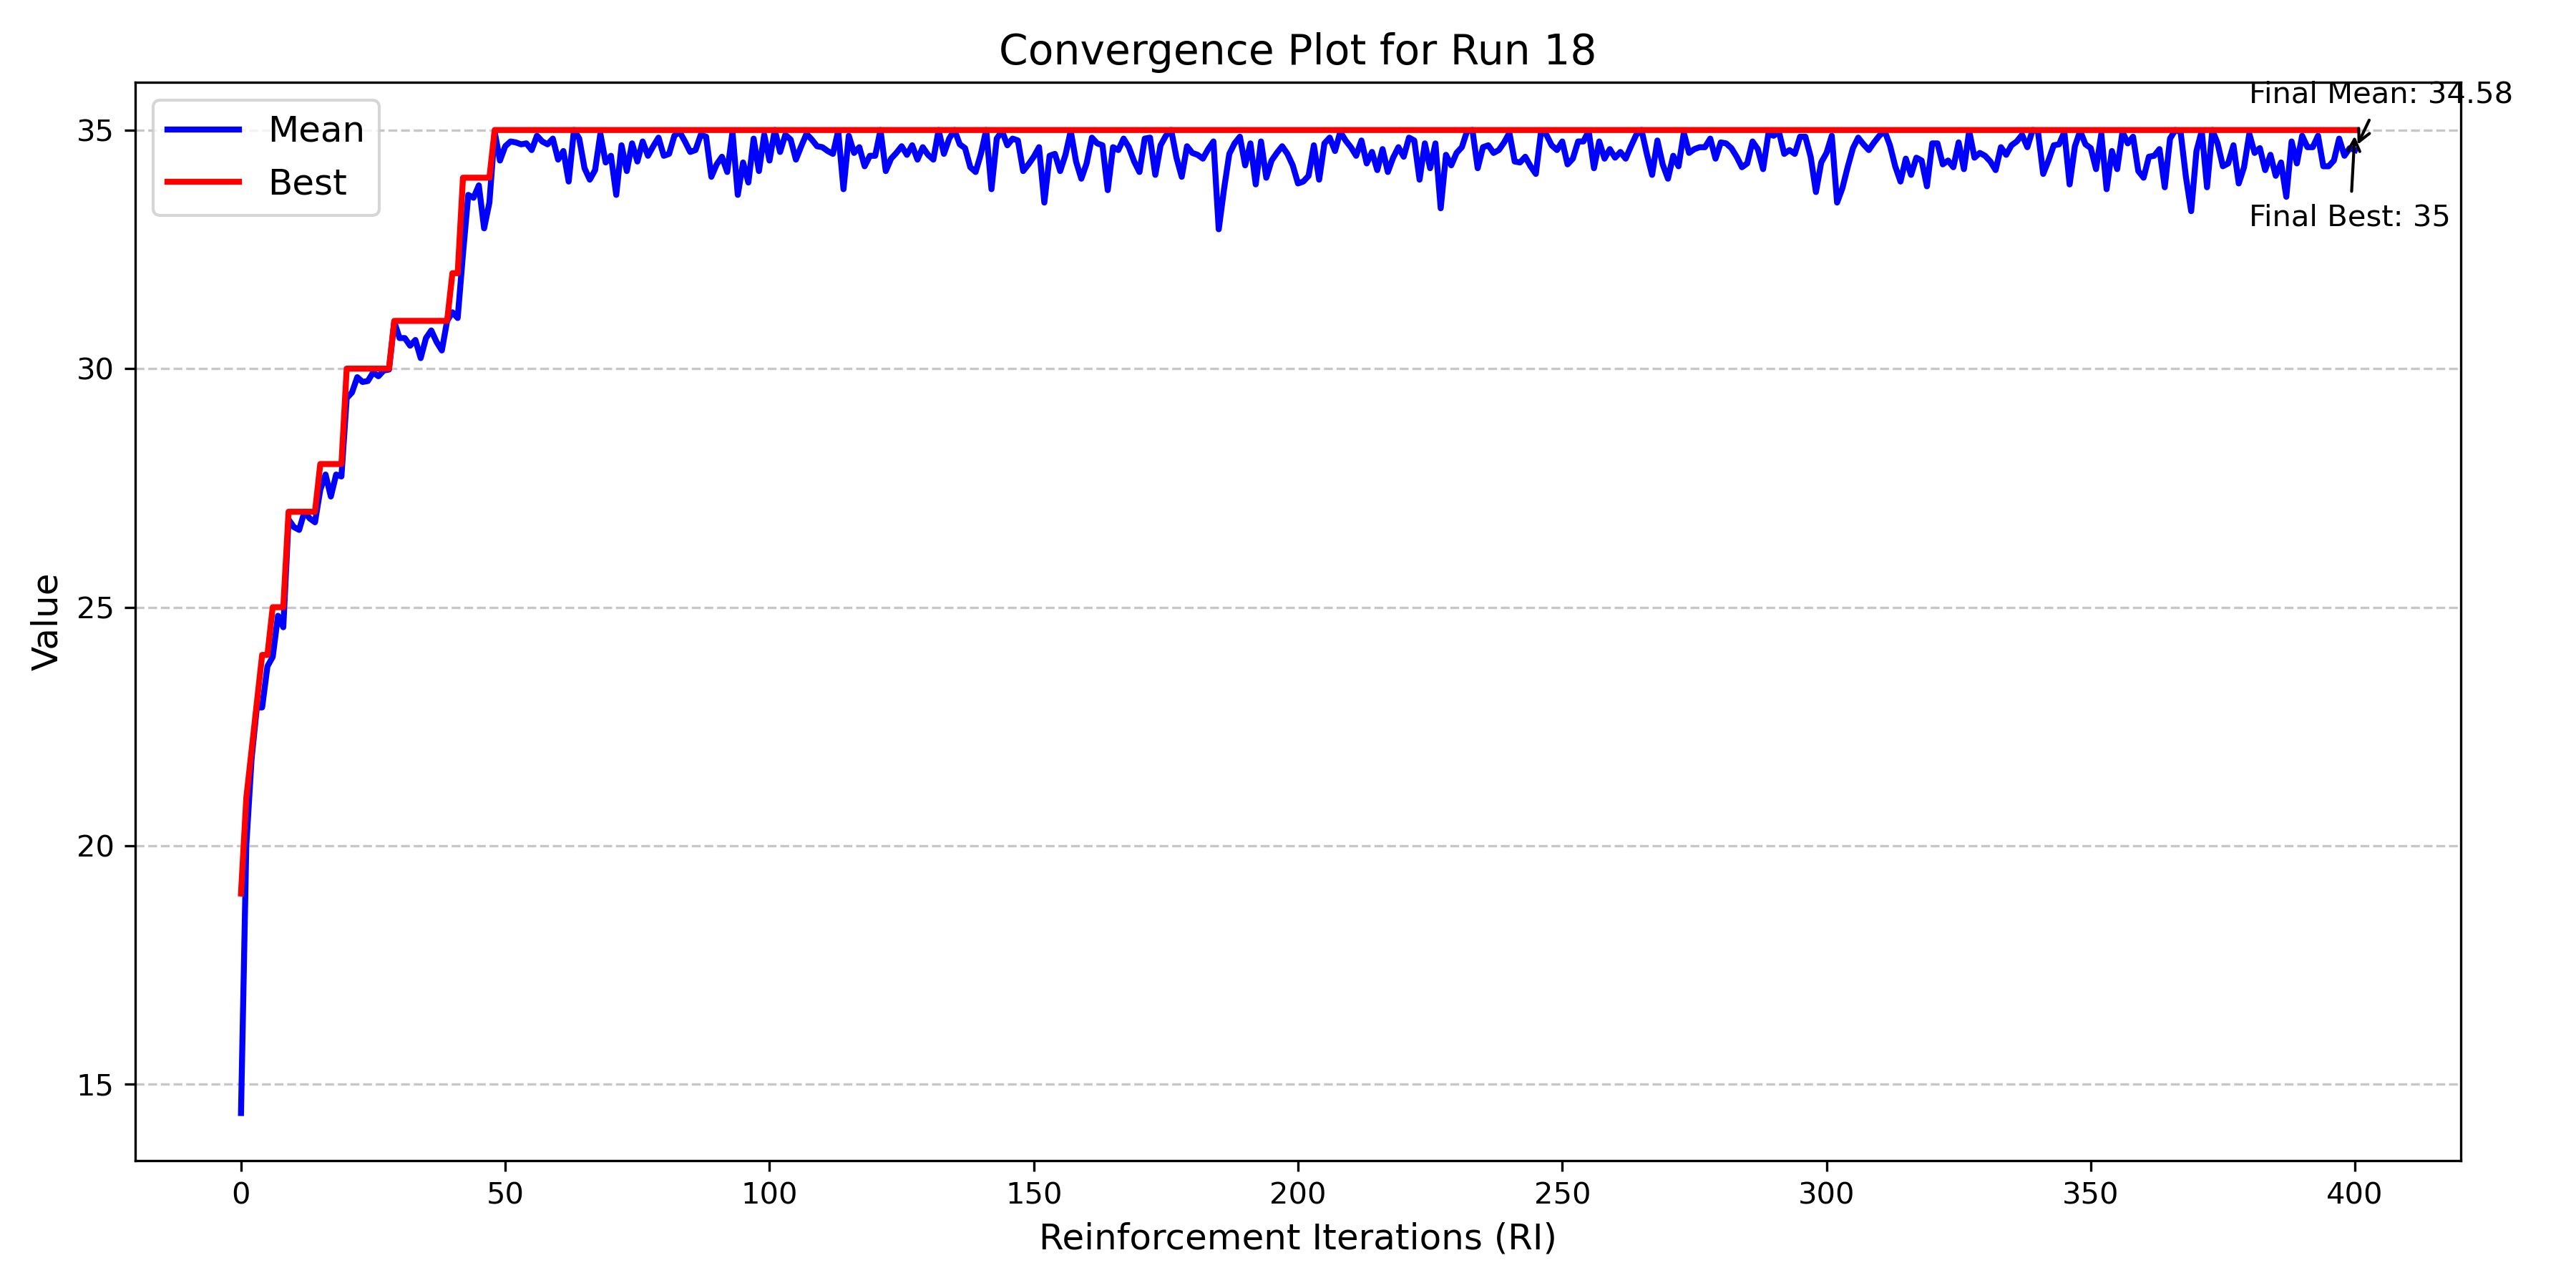 Convergence Plot for Run 18
Final Mean: 34.58
Mean
Best
Final Best: 35
35
30
25
20
15
Value
0 50 100 150 200 250 300 350 400
Reinforcement Iterations (RI)